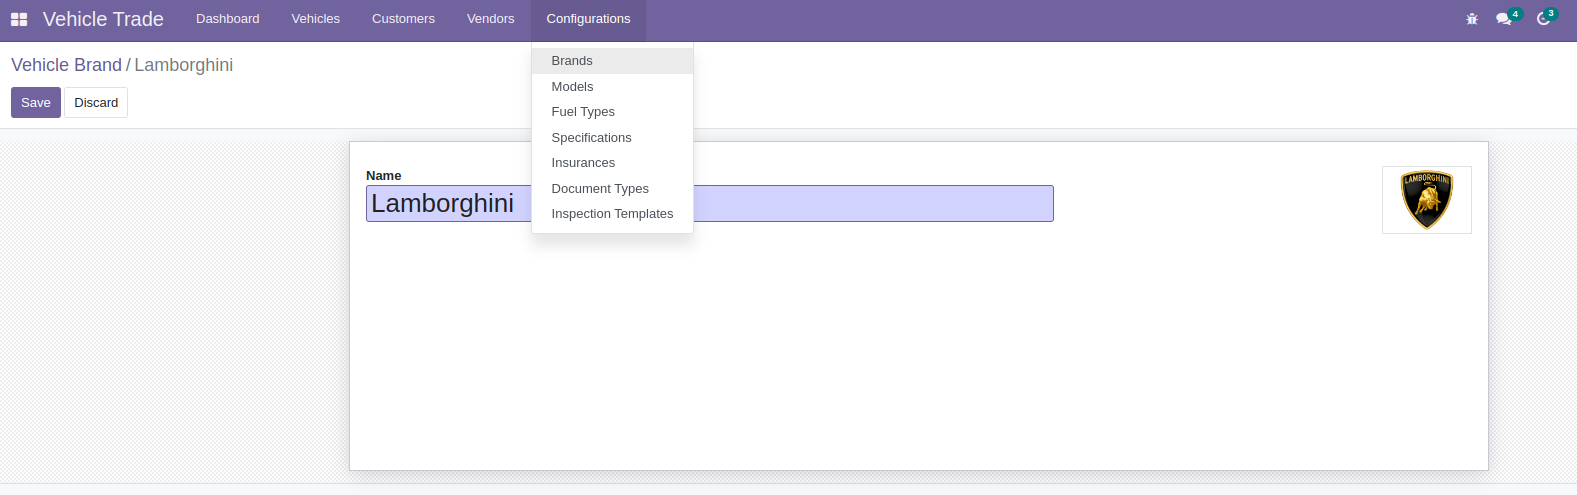 Vehicle Trade Dashboard Vehicles Customers Vendors Configurations 4 3
Vehicle Brand / Lamborghini
Save Discard
Brands
Models
Fuel Types
Specifications
Insurances
Document Types
Inspection Templates
Name
Lamborghini
LAMBORGHINI